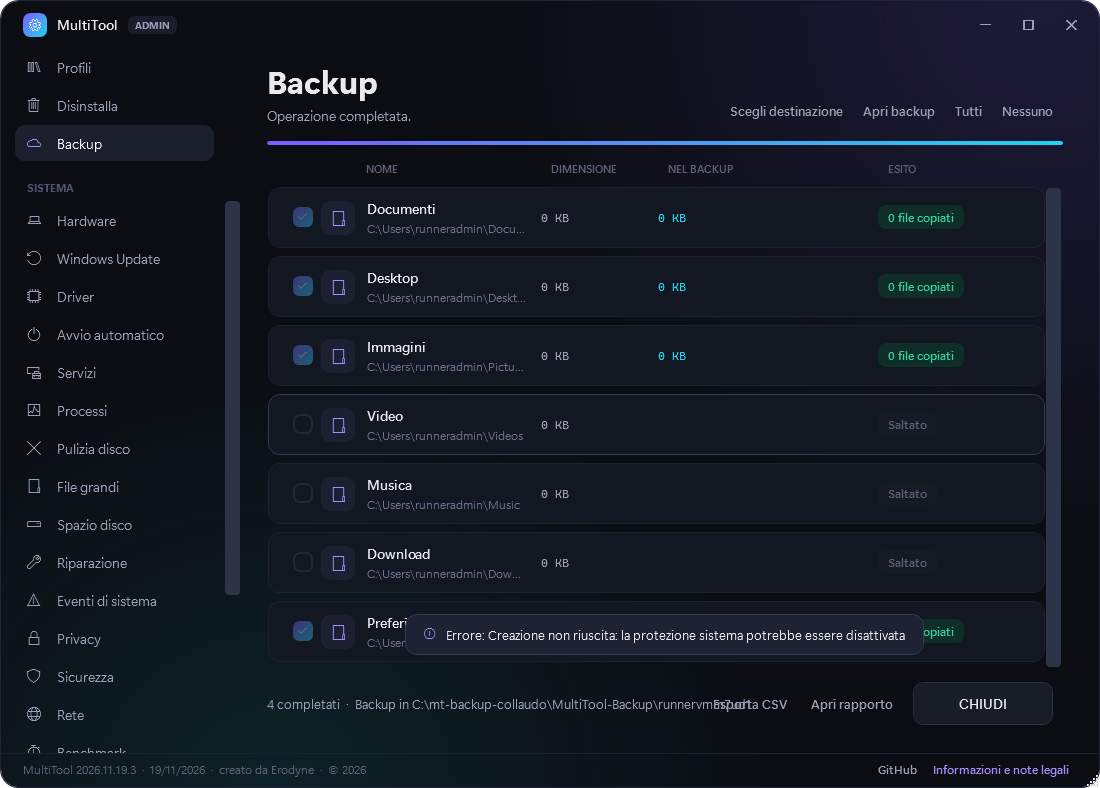 MultiTool ADMIN
Profili
Disinstalla
Backup
SISTEMA
Hardware
Windows Update
Driver
Avvio automatico
Servizi
Processi
Pulizia disco
File grandi
Spazio disco
Riparazione
Eventi di sistema
Privacy
Sicurezza
Rete
Benchmark
Backup
Operazione completata.
Scegli destinazione Apri backup Tutti Nessuno
NOME DIMENSIONE NEL BACKUP ESITO
Documenti
C:\Users\runneradmin\Docu...
0 KB 0 KB 0 file copiati
Desktop
C:\Users\runneradmin\Deskt...
0 KB 0 KB 0 file copiati
Immagini
C:\Users\runneradmin\Pictu...
0 KB 0 KB 0 file copiati
Video
C:\Users\runneradmin\Videos
0 KB Saltato
Musica
C:\Users\runneradmin\Music
0 KB Saltato
Download
C:\Users\runneradmin\Dow...
0 KB Saltato
Preferi
C:\User
opiati
Errore: Creazione non riuscita: la protezione sistema potrebbe essere disattivata
4 completati · Backup in C:\mt-backup-collaudo\MultiTool-Backup\
Esporta CSV Apri rapporto CHIUDI
MultiTool 2026.11.19.3 · 19/11/2026 · creato da Erodyne · © 2026
GitHub Informazioni e note legali